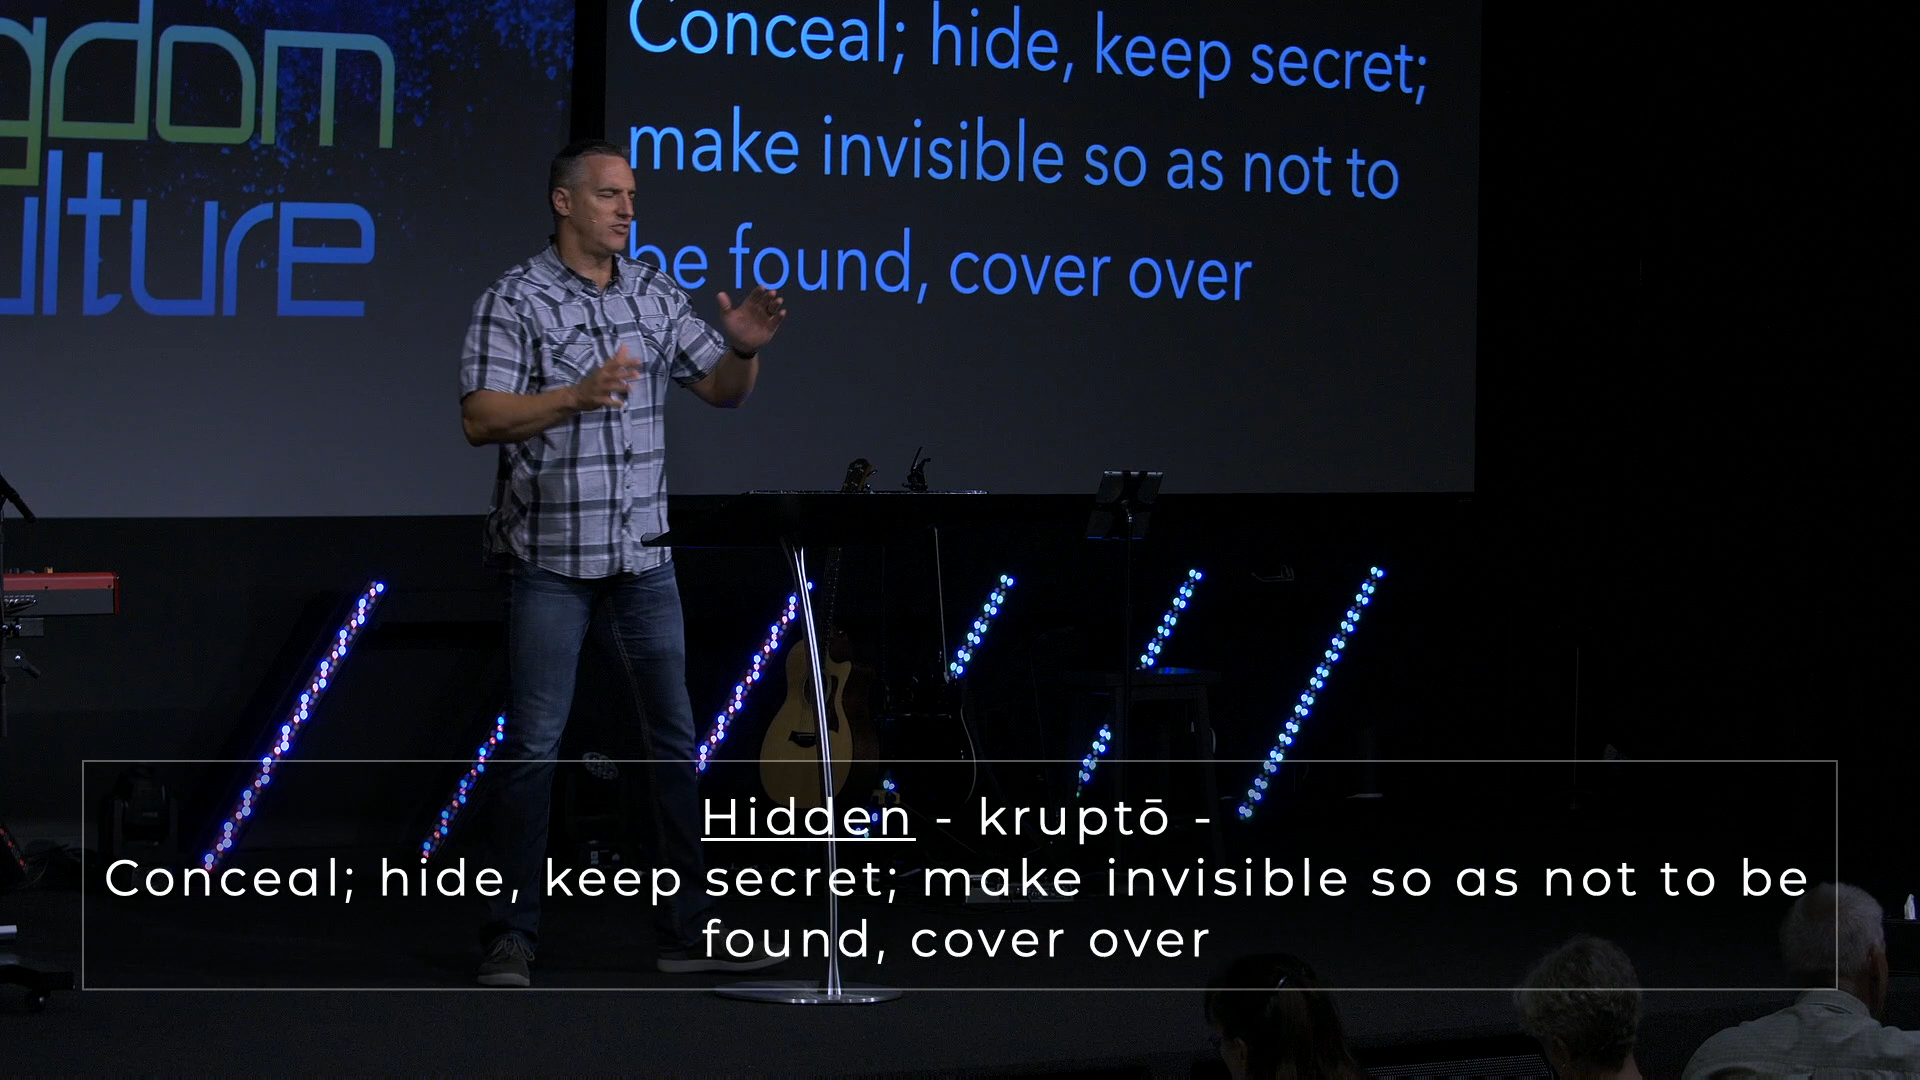 gdom
ulture
Conceal; hide, keep secret;
make invisible so as not to
be found, cover over
Hidden - kruptō -
Conceal; hide, keep secret; make invisible so as not to be
found, cover over